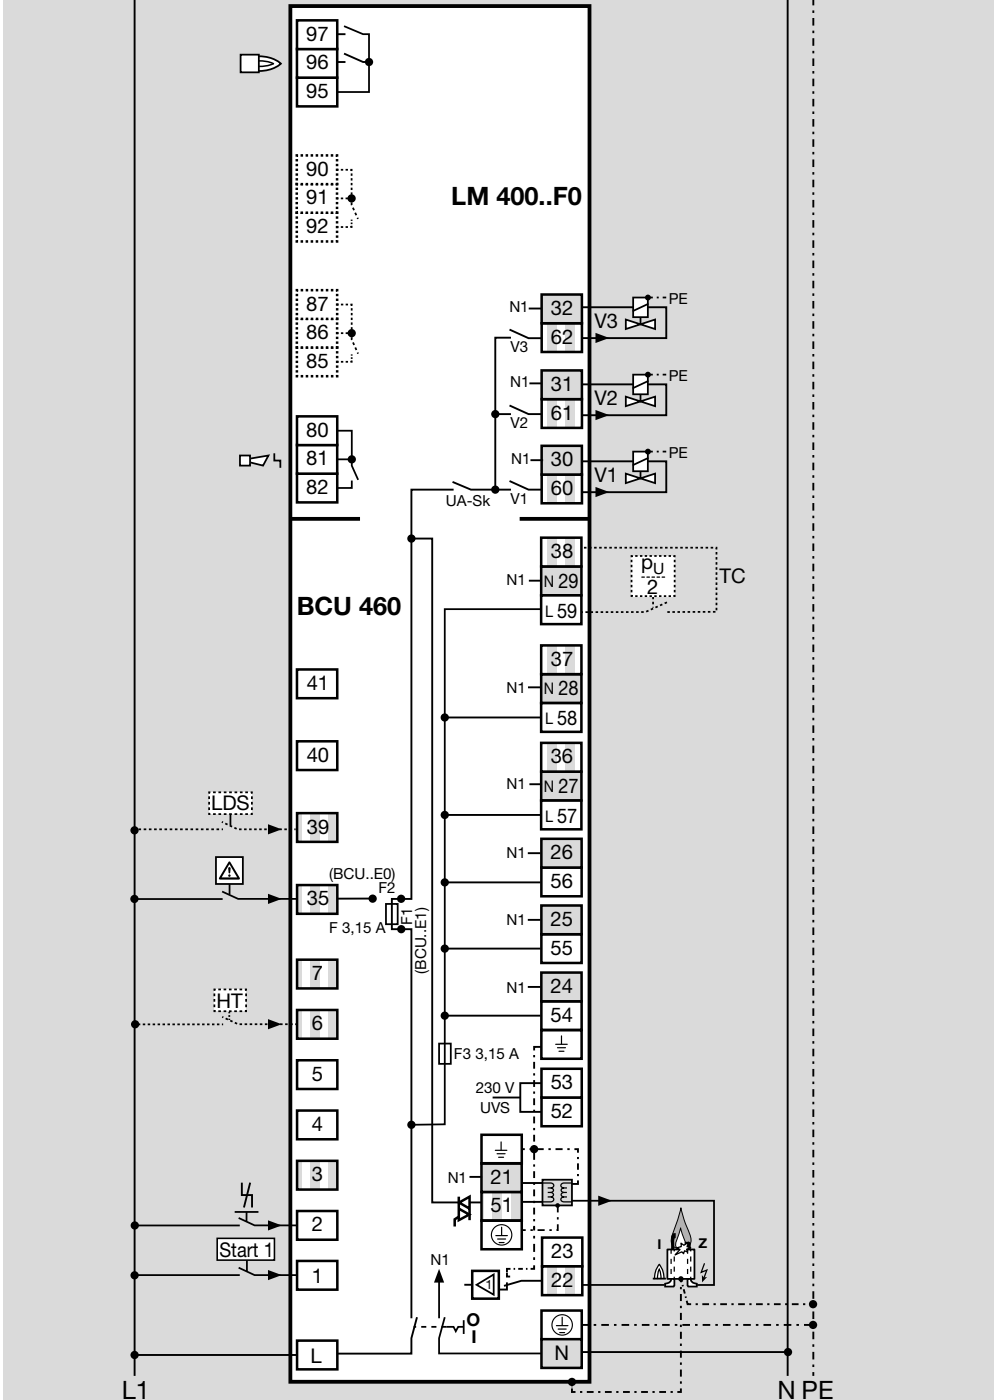 97
96
95
90
91
92
LM 400..F0
87
86
85
N1
32
PE
V3
V3
62
N1
31
PE
V2
V2
61
80
81
82
N1
30
PE
V1
UA-Sk
V1
60
38
BCU 460
N1
N 29
pU
2
TC
L 59
37
41
N1
N 28
L 58
40
36
N1
N 27
LDS
39
L 57
N1
26
56
(BCU..E0)
35
F2
F 3,15 A
F1
(BCU..E1)
N1
25
55
7
N1
24
HT
6
54
F3 3,15 A
5
230 V
UVS
53
52
4
3
N1
21
2
51
Start 1
1
N1
23
22
1
I
Z
O
I
L
N
L1
N PE